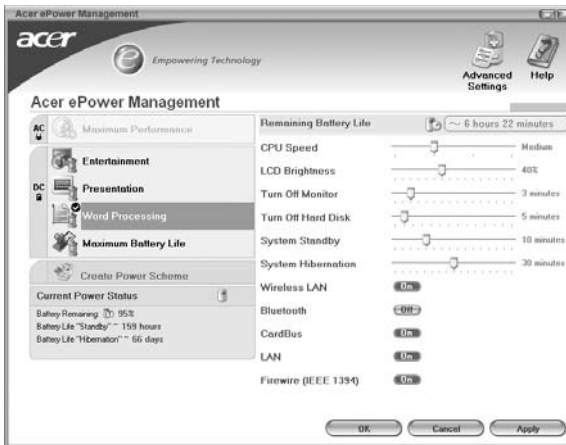 Acer ePower Management
acer
e Empowering Technology
Advanced Settings
Help
Acer ePower Management
AC
Maximum Performance
DC
Entertainment
Presentation
Word Processing
Maximum Battery Life
Create Power Scheme
Current Power Status
Battery Remaining: 95%
Battery Life "Standby" ~ 159 hours
Battery Life "Hibernation" ~ 66 days
Remaining Battery Life ~ 6 hours 22 minutes
CPU Speed Medium
LCD Brightness 40%
Turn Off Monitor 3 minutes
Turn Off Hard Disk 5 minutes
System Standby 10 minutes
System Hibernation 30 minutes
Wireless LAN On
Bluetooth Off
CardBus On
LAN On
Firewire (IEEE 1394) On
OK Cancel Apply